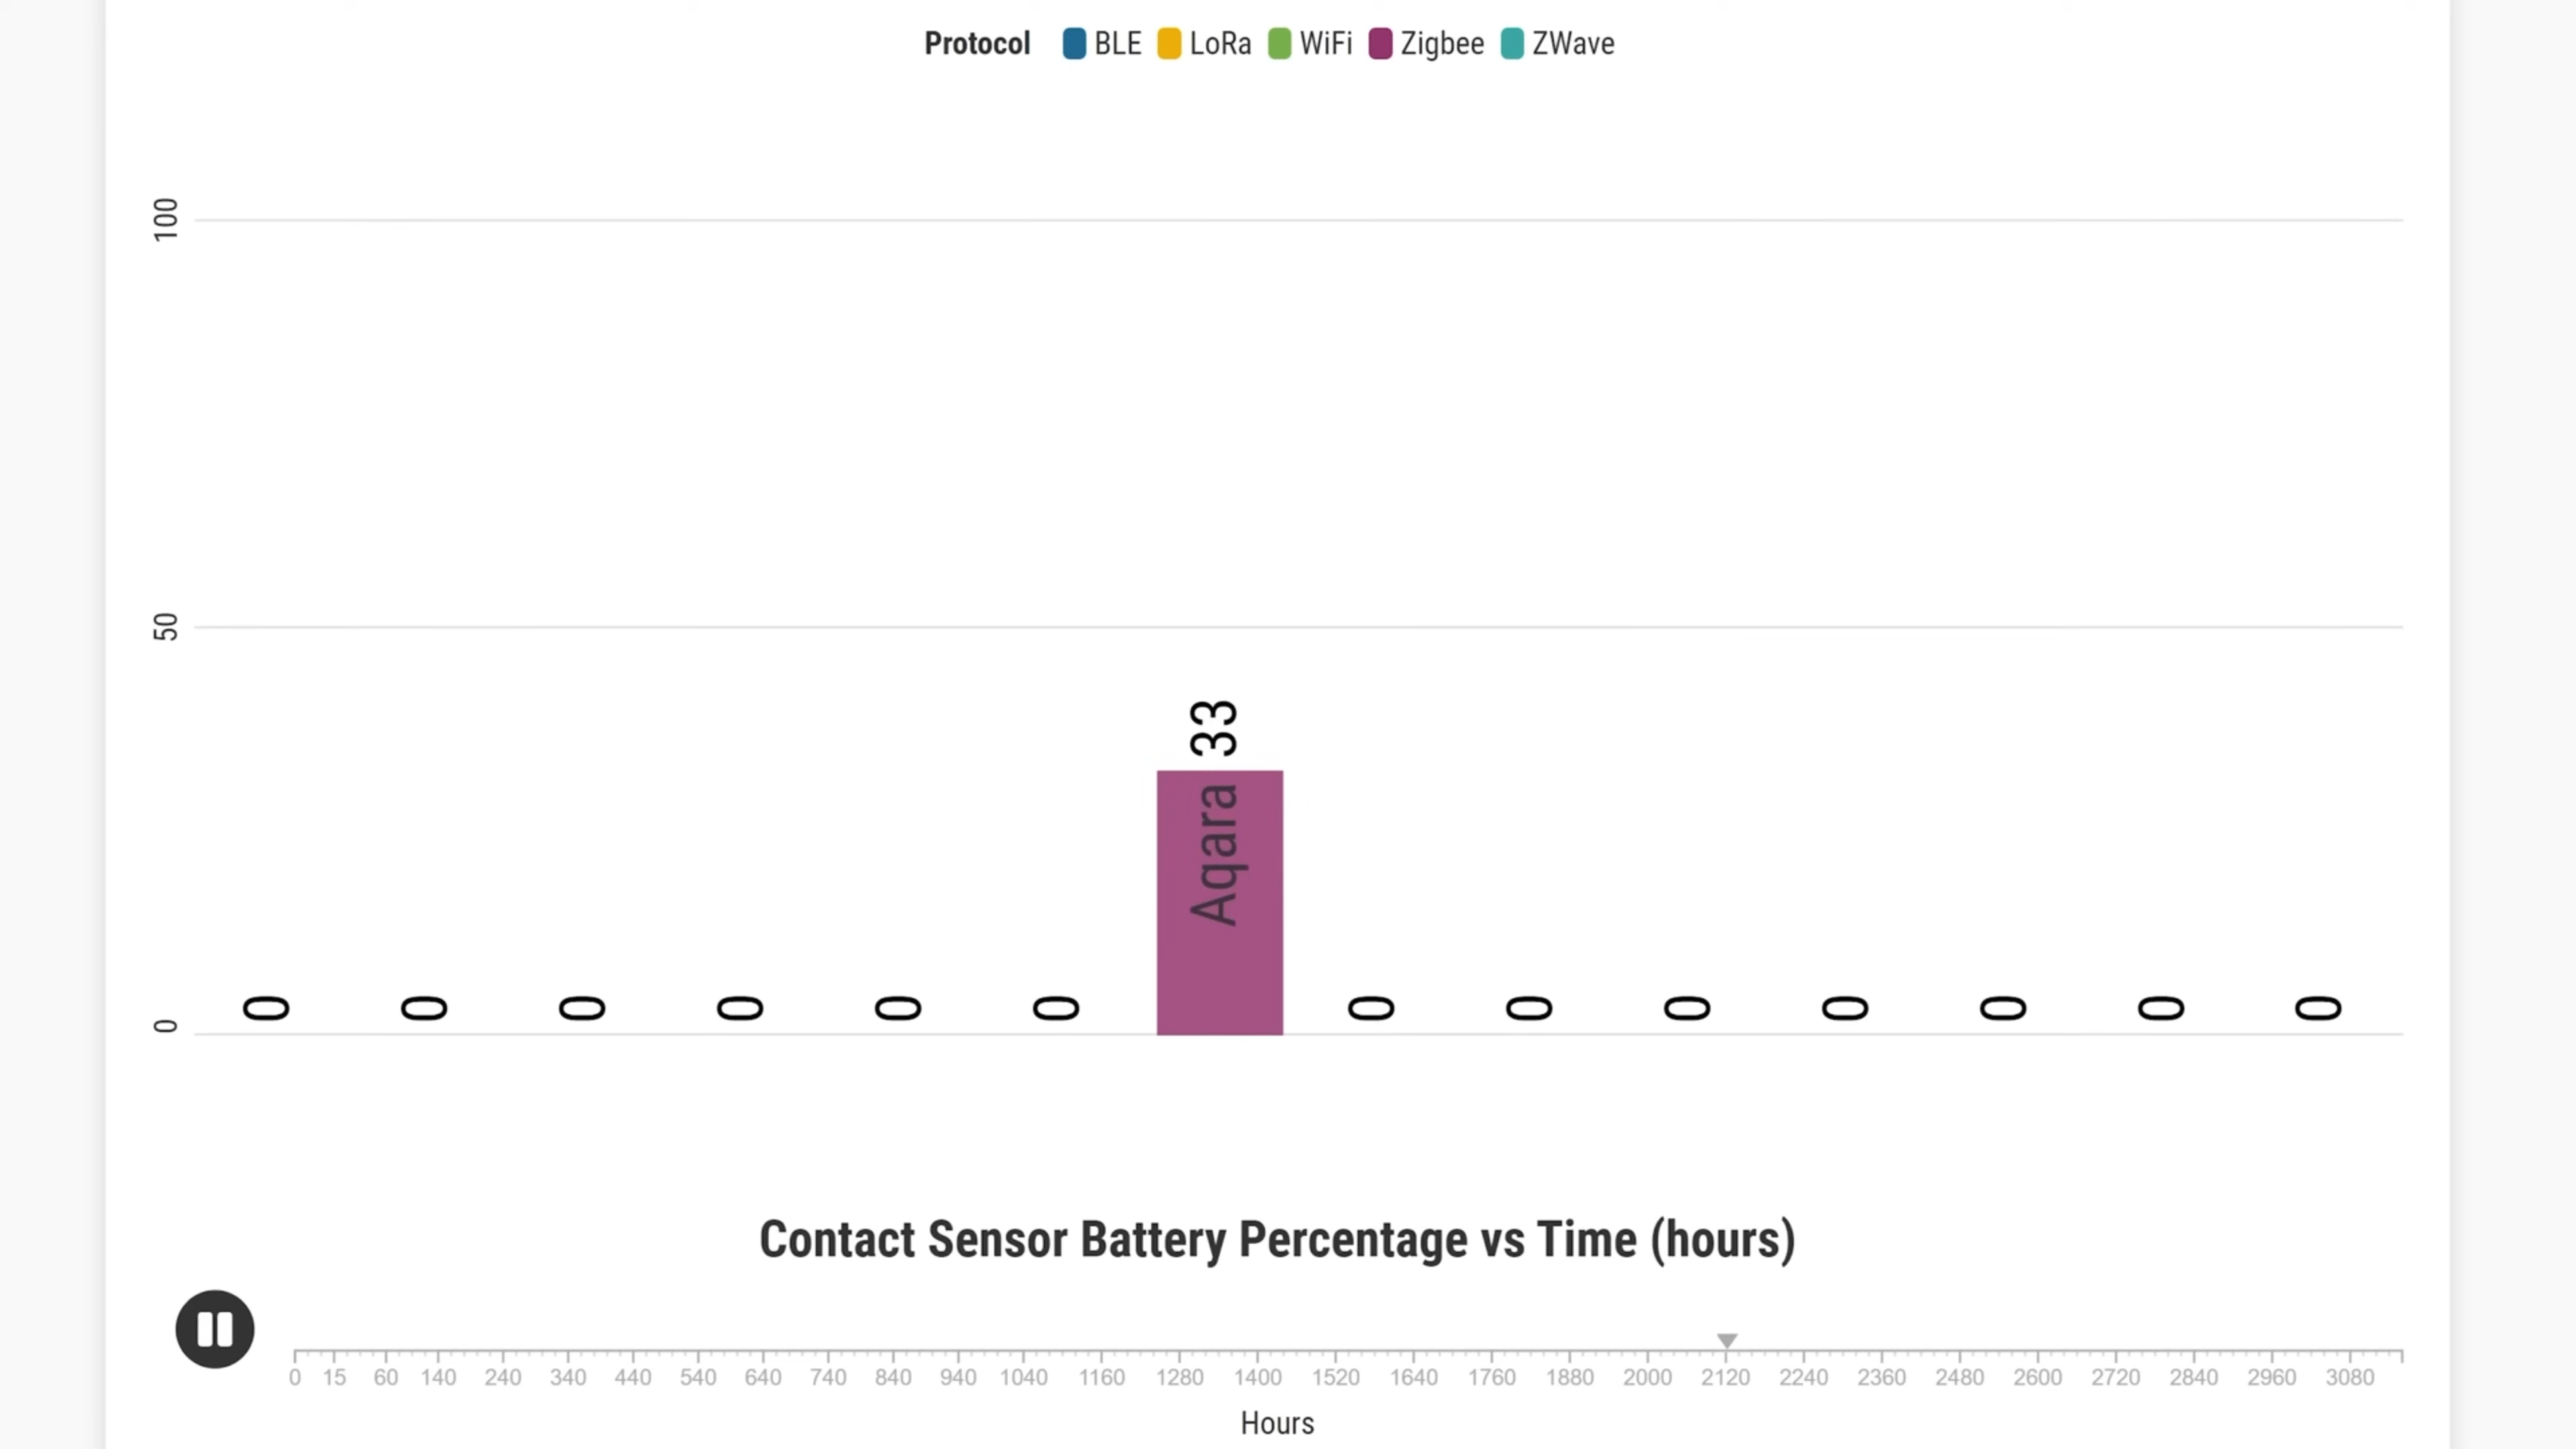 Protocol BLE LoRa WiFi Zigbee ZWave
100
50
33
Aqara
0
0 0 0 0 0 0 0 0 0 0 0 0 0
Contact Sensor Battery Percentage vs Time (hours)
0 15 60 140 240 340 440 540 640 740 840 940 1040 1160 1280 1400 1520 1640 1760 1880 2000 2120 2240 2360 2480 2600 2720 2840 2960 3080
Hours